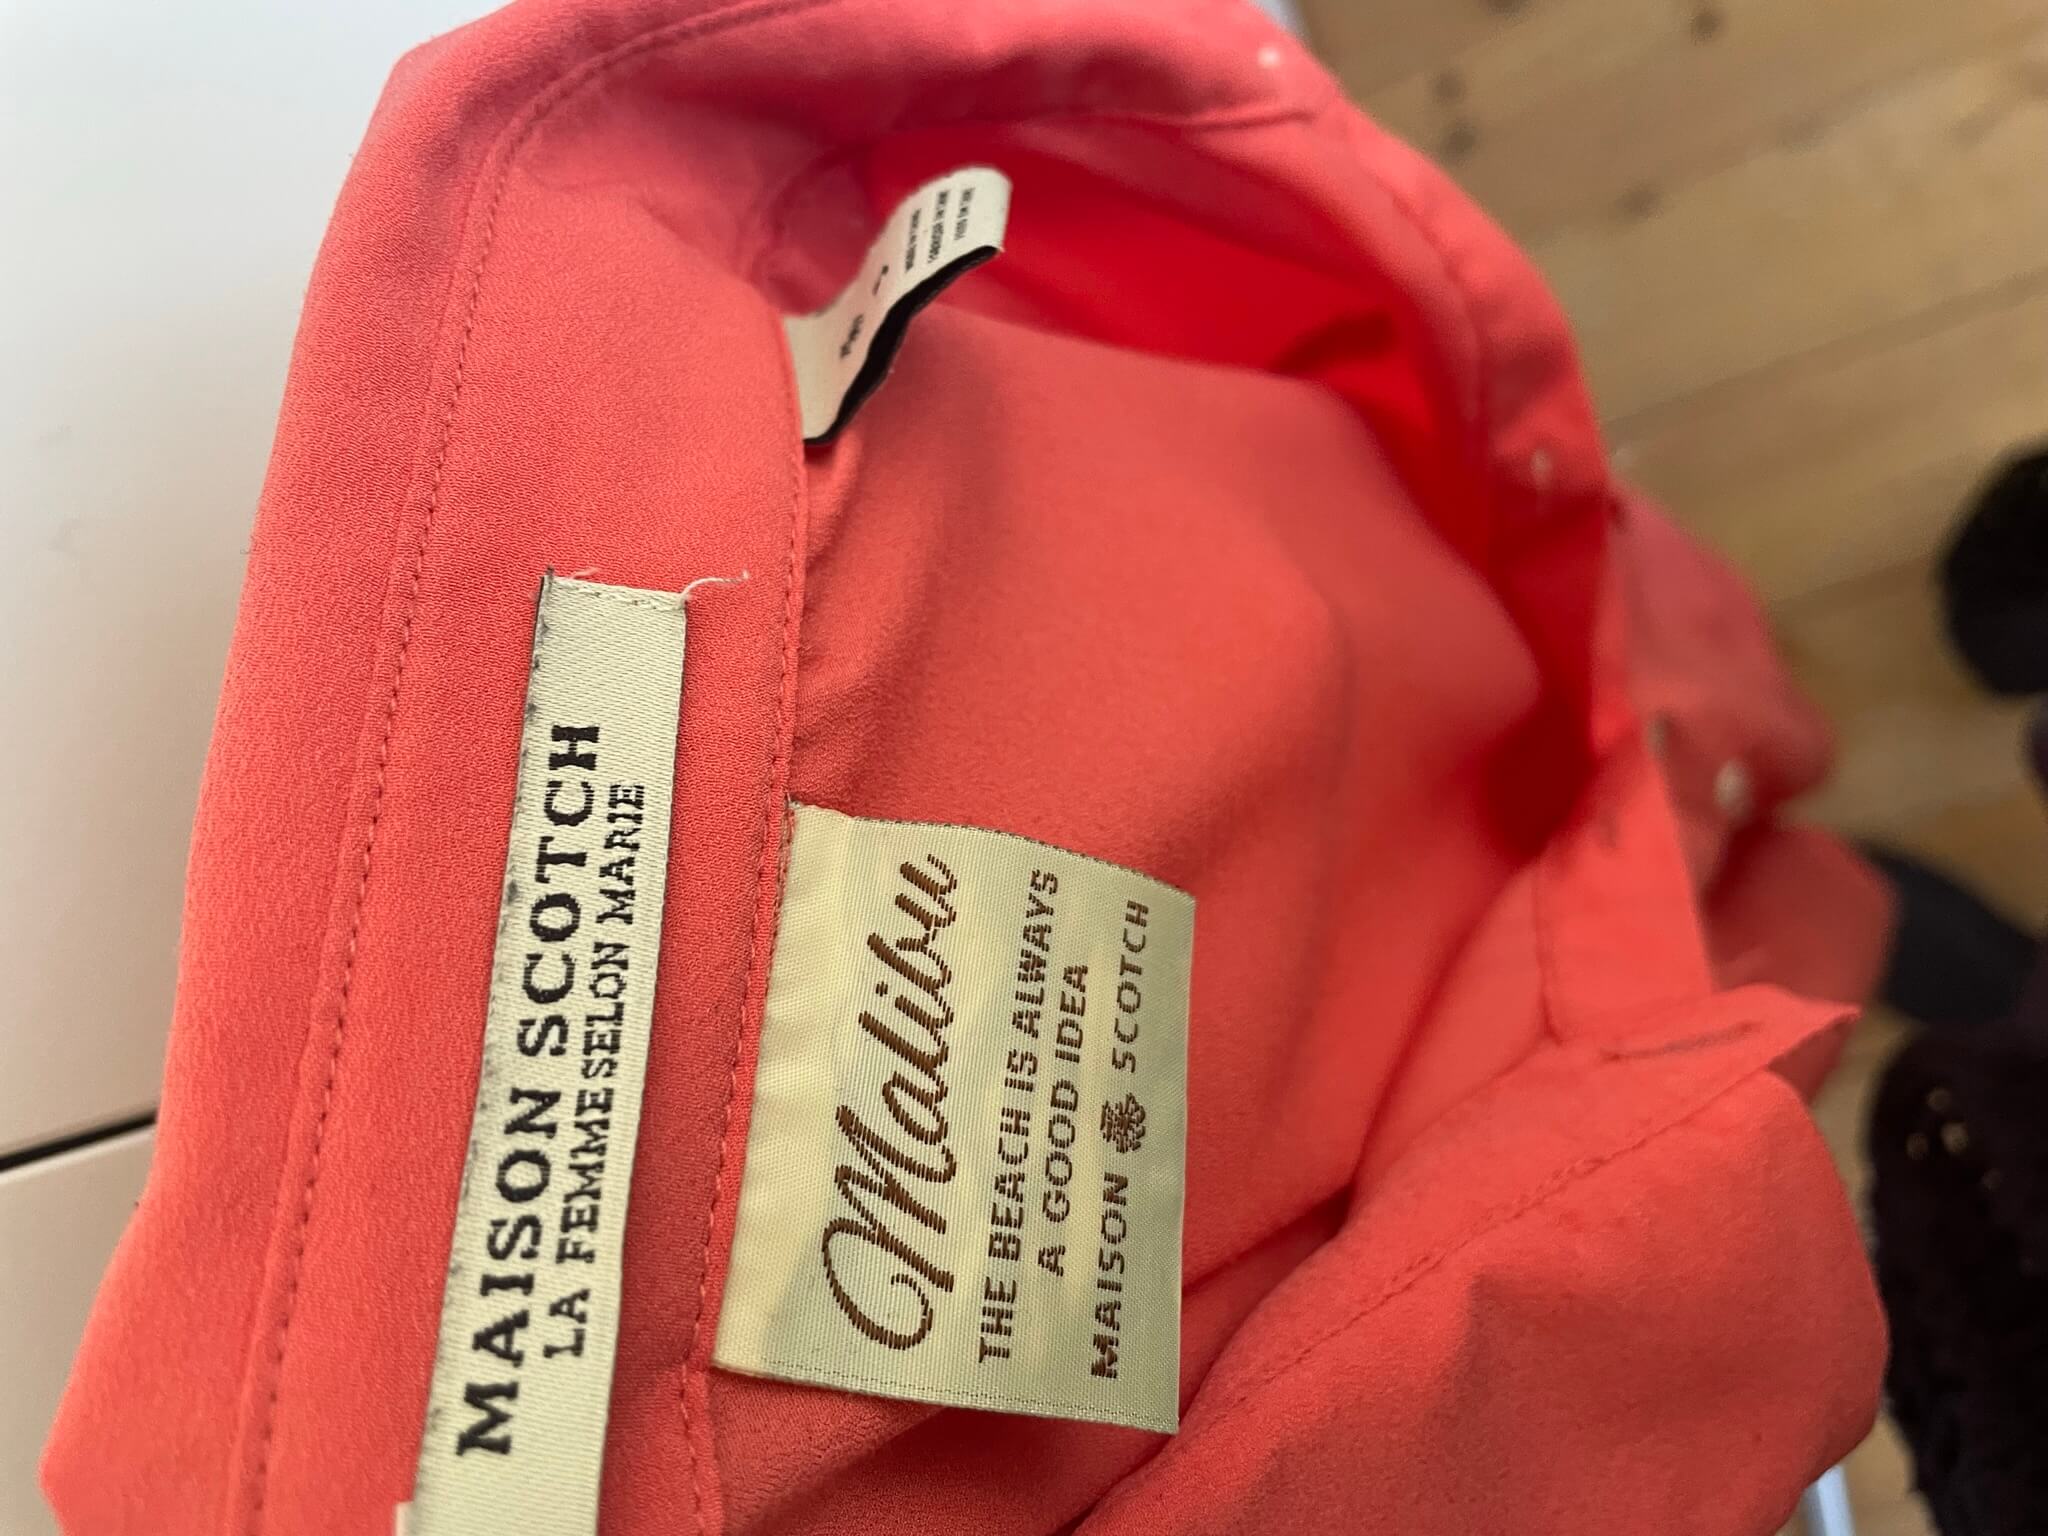 MAISON SCOTCH
LA FEMME SELON MARIE
Malibu
THE BEACH IS ALWAYS
A GOOD IDEA
MAISON SCOTCH